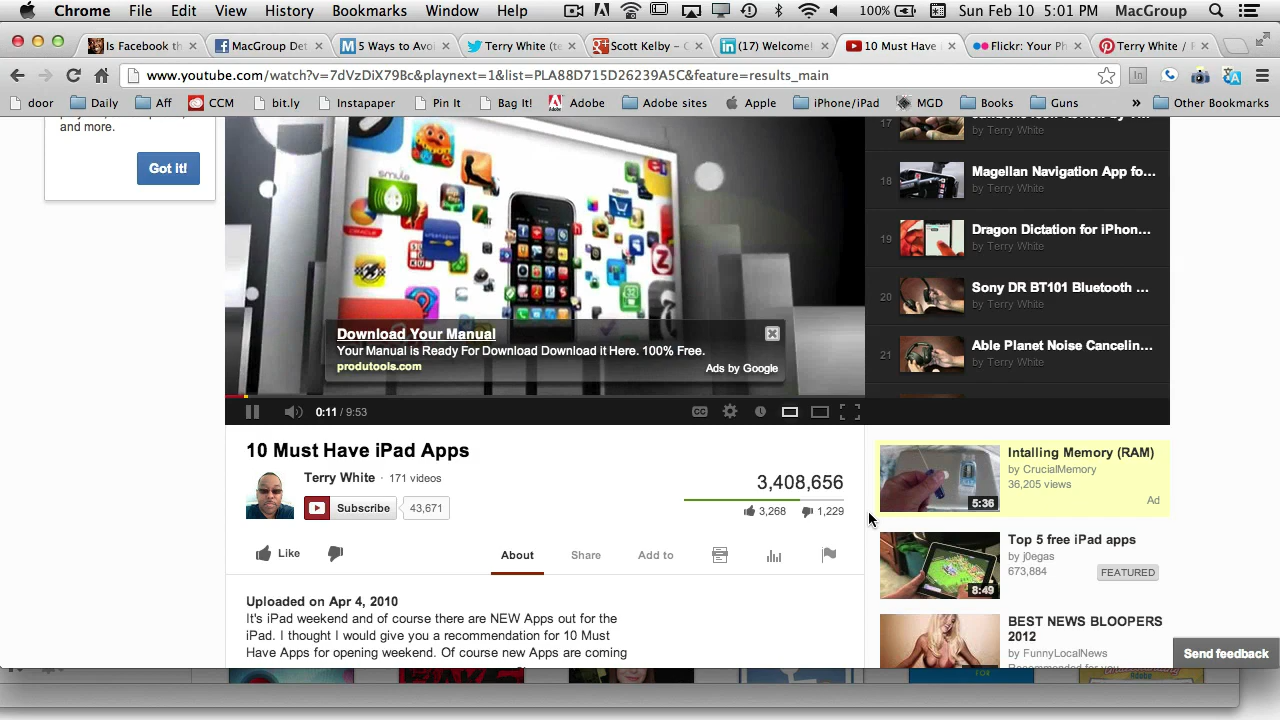 Chrome File Edit View History Bookmarks Window Help 100% Sun Feb 10 5:01 PM MacGroup
Is Facebook th
MacGroup Det
5 Ways to Avo
Terry White (te
Scott Kelby - G
(17) Welcome!
10 Must Have
Flickr: Your Ph
Terry White / F
www.youtube.com/watch?v=7dVzDiX79Bc&playnext=1&list=PLA88D715D26239A5C&feature=results_main
door Daily Aff CCM bit.ly Instapaper Pin It Bag It! Adobe Adobe sites Apple iPhone/iPad MGD Books Guns » Other Bookmarks
and more.
Got it!
smule
ORACLE
Download Your Manual
Your Manual is Ready For Download Download it Here. 100% Free.
produtools.com
Ads by Google
0:11 / 9:53
CC
17
by Terry White
18
Magellan Navigation App fo...
by Terry White
19
Dragon Dictation for iPhon...
by Terry White
20
Sony DR BT101 Bluetooth ...
by Terry White
21
Able Planet Noise Cancelin...
by Terry White
10 Must Have iPad Apps
Terry White · 171 videos
Subscribe 43,671
3,408,656
3,268 1,229
Like
About Share Add to
Uploaded on Apr 4, 2010
It's iPad weekend and of course there are NEW Apps out for the
iPad. I thought I would give you a recommendation for 10 Must
Have Apps for opening weekend. Of course new Apps are coming
Intalling Memory (RAM)
by CrucialMemory
36,205 views
Ad
5:36
Top 5 free iPad apps
by j0egas
673,884
FEATURED
8:49
BEST NEWS BLOOPERS
2012
by FunnyLocalNews
Recommended for you
Send feedback